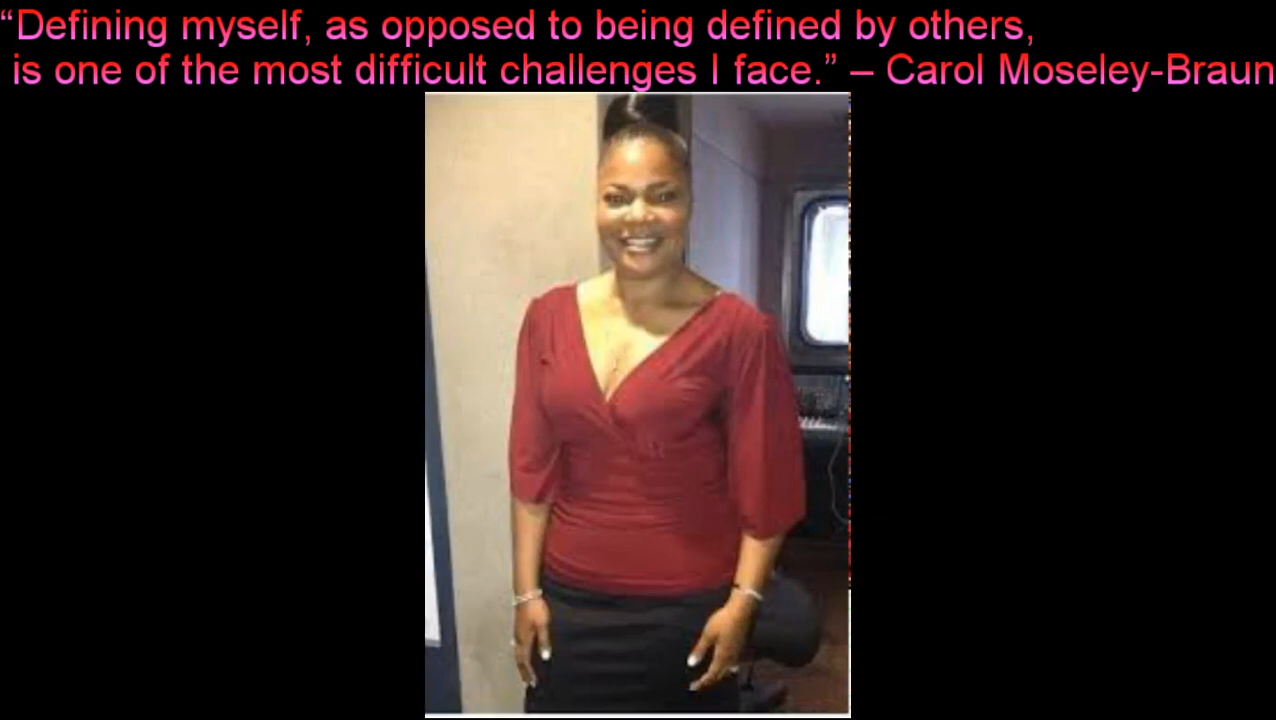 “Defining myself, as opposed to being defined by others,
is one of the most difficult challenges I face.” – Carol Moseley-Braun